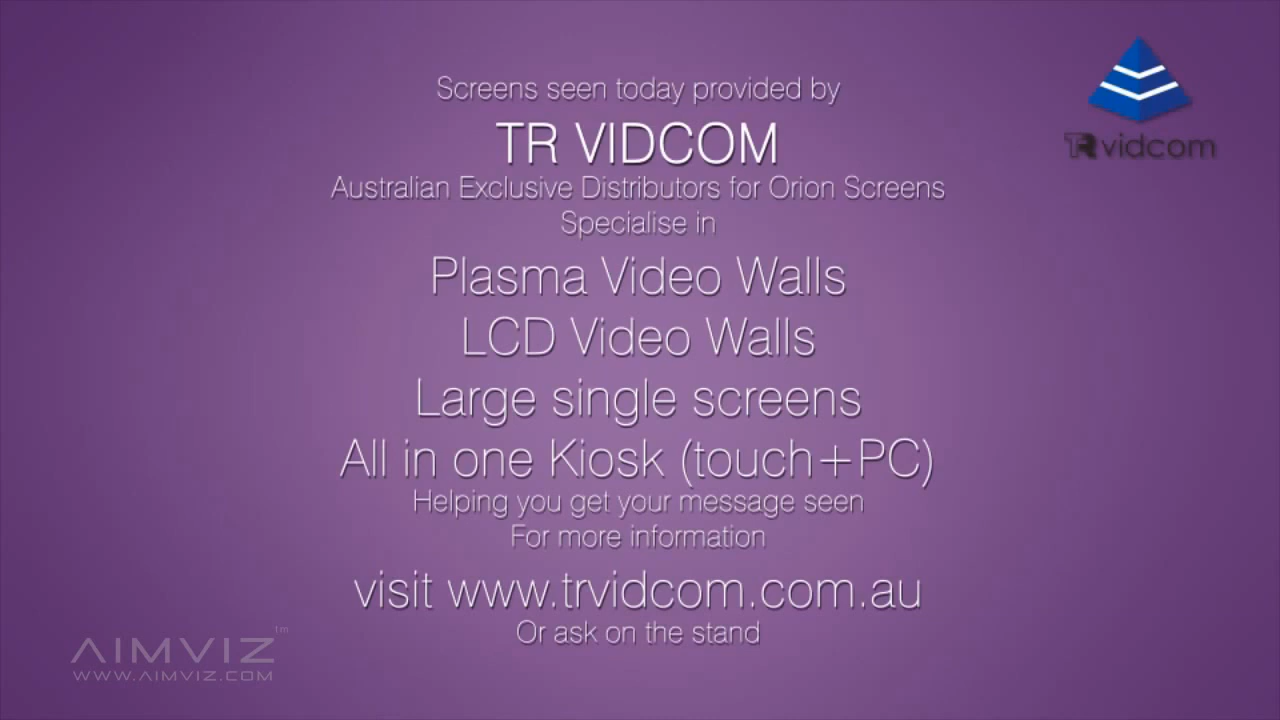 Screens seen today provided by
TR VIDCOM
Australian Exclusive Distributors for Orion Screens
Specialise in
Plasma Video Walls
LCD Video Walls
Large single screens
All in one Kiosk (touch+PC)
Helping you get your message seen
For more information
visit www.trvidcom.com.au
Or ask on the stand
TR vidcom
AIMVIZ™
WWW.AIMVIZ.COM